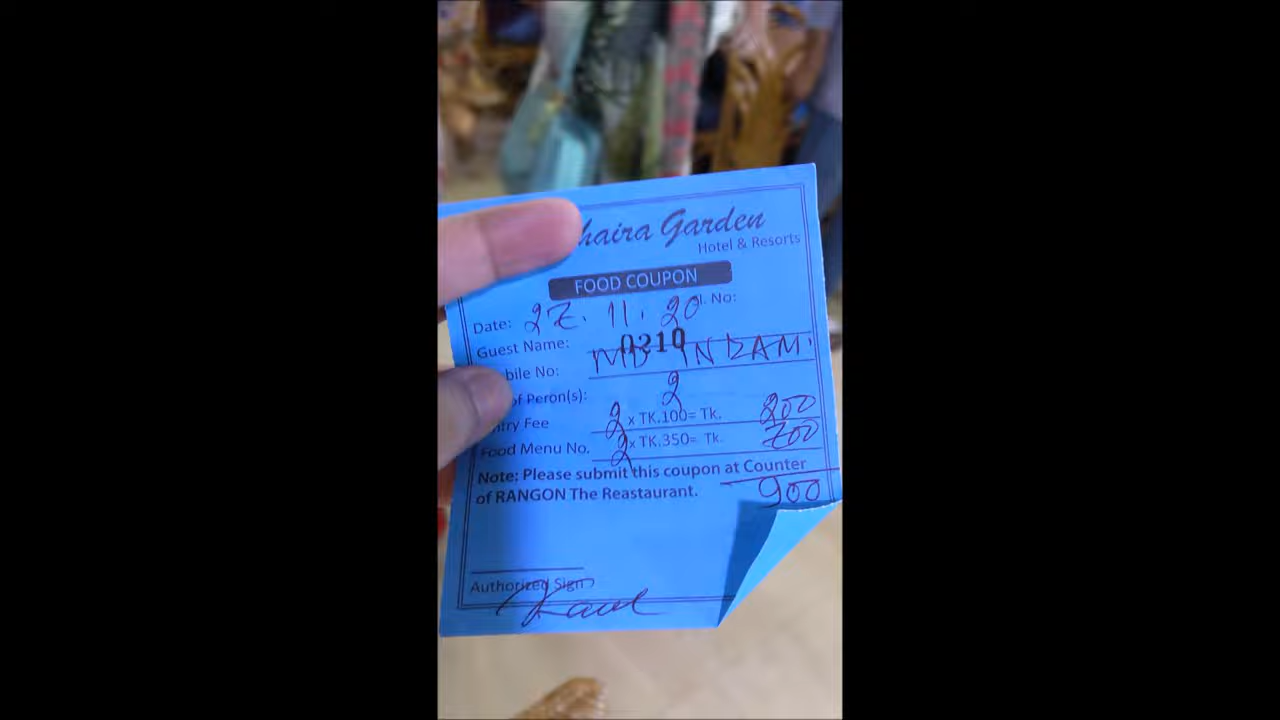 haira Garden
Hotel & Resorts
FOOD COUPON
Date: 27. 11. 20 l. No:
0210
Guest Name: MD
bile No:
of Peron(s): 2
ntry Fee 2 x TK.100= Tk. 200
Food Menu No. 2 x TK.350= Tk. 700
Note: Please submit this coupon at Counter
of RANGON The Reastaurant.
900
Authorized Sign